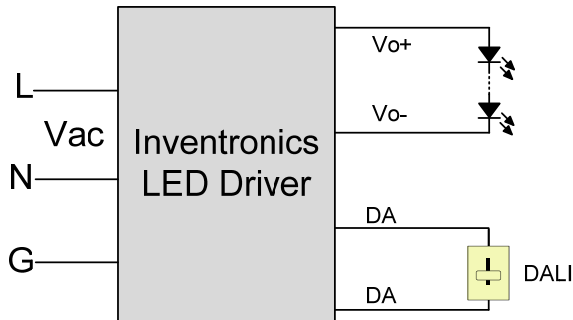 L
Vac
N
G
Inventronics
LED Driver
Vo+
Vo-
DA
DA
DALI